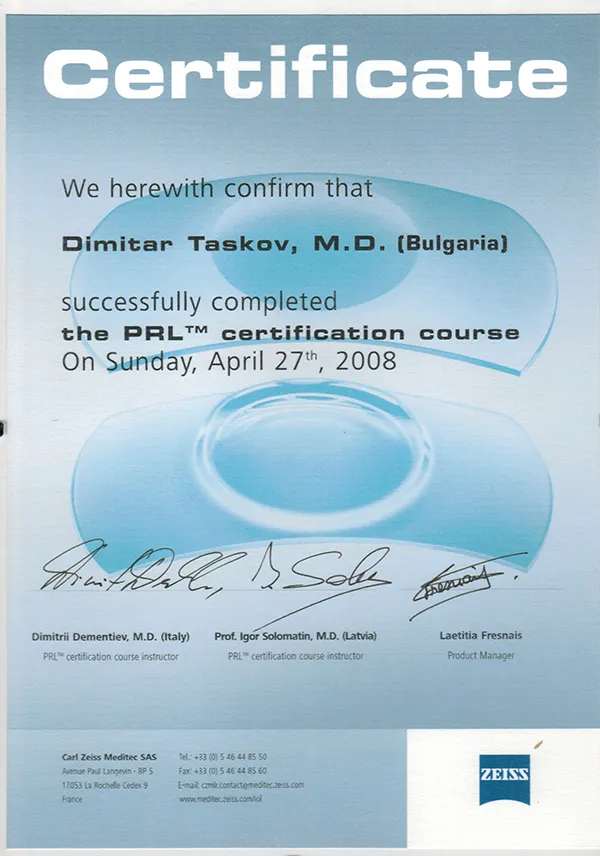 Certificate
We herewith confirm that
Dimitar Taskov, M.D. (Bulgaria)
successfully completed
the PRL™ certification course
On Sunday, April 27th, 2008
Dimitrii Dementiev, M.D. (Italy)
PRL™ certification course instructor
Prof. Igor Solomatin, M.D. (Latvia)
PRL™ certification course instructor
Laetitia Fresnais
Product Manager
Carl Zeiss Meditec SAS
Avenue Paul Langevin - BP 5
17053 La Rochelle Cedex 9
France
Tel.: +33 (0) 5 46 44 85 50
Fax: +33 (0) 5 46 44 85 60
E-mail: czmlr.contact@meditec.zeiss.com
www.meditec.zeiss.com/iol
ZEISS